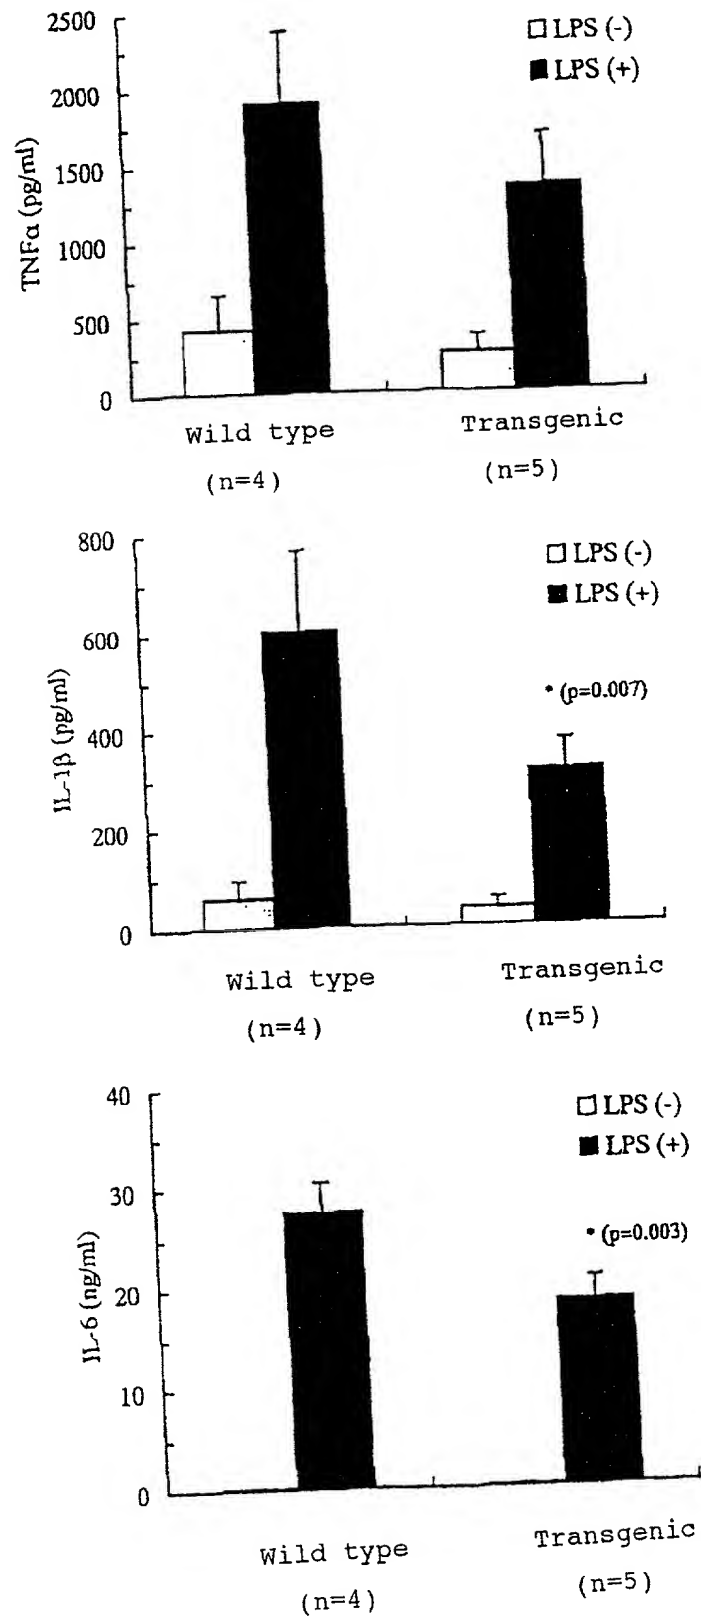 2500
2000
1500
1000
500
0
TNFα (pg/ml)
LPS (-)
LPS (+)
Wild type
Transgenic
(n=4)
(n=5)
800
600
400
200
0
IL-1β (pg/ml)
LPS (-)
LPS (+)
* (p=0.007)
Wild type
Transgenic
(n=4)
(n=5)
40
30
20
10
0
IL-6 (ng/ml)
LPS (-)
LPS (+)
* (p=0.003)
Wild type
Transgenic
(n=4)
(n=5)